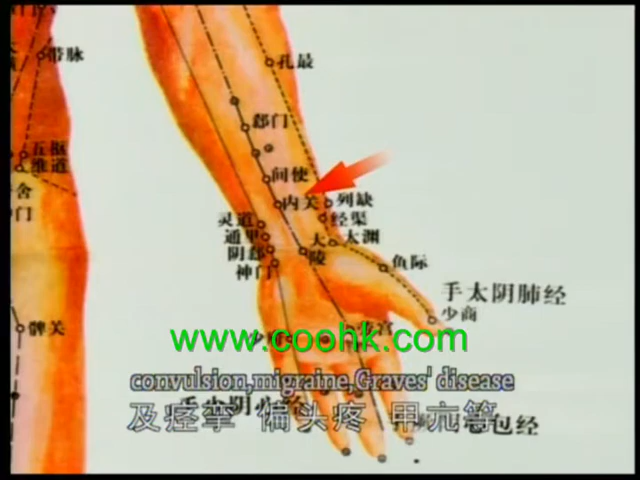 带脉
孔最
郄门
五枢
维道
间使
内关
列缺
经渠
灵道
通里
太渊
大陵
阴郄
神门
鱼际
手太阴肺经
少商
髀关
www.coohk.com
convulsion,migraine,Graves' disease
及痉挛 偏头疼 甲亢等